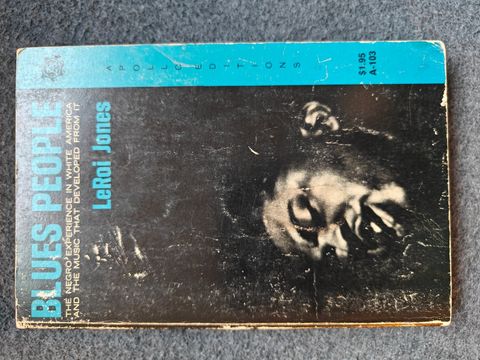 APOLLO EDITIONS
$1.95
A-103
BLUES PEOPLE
THE NEGRO EXPERIENCE IN WHITE AMERICA
AND THE MUSIC THAT DEVELOPED FROM IT
LeRoi Jones